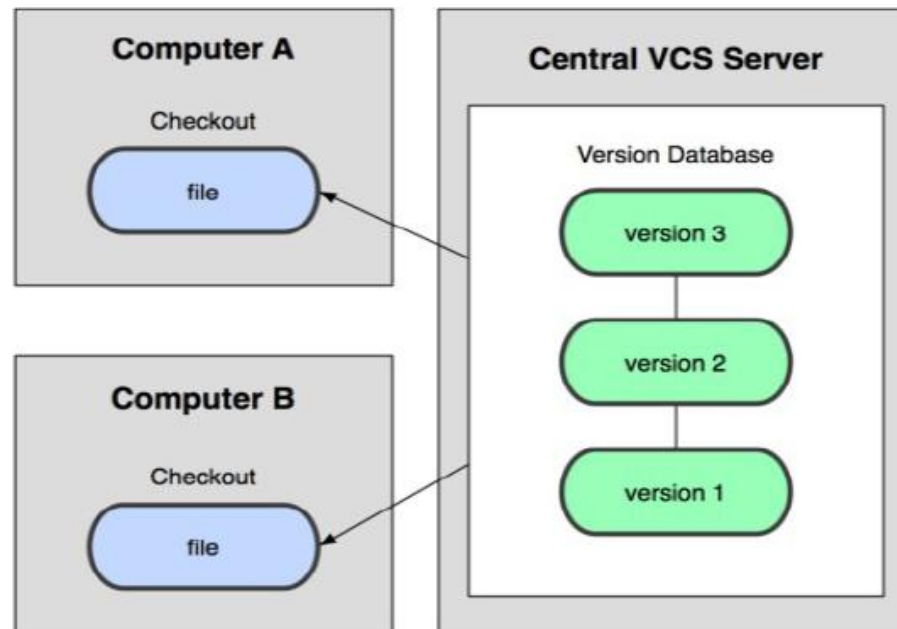 Computer A
Checkout
file
Computer B
Checkout
file
Central VCS Server
Version Database
version 3
version 2
version 1